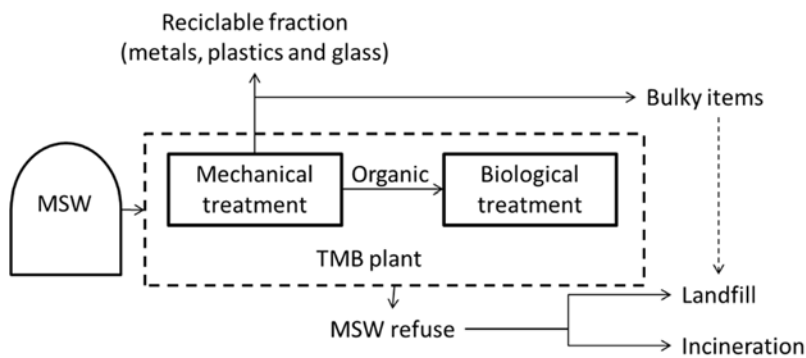 Reciclable fraction
(metals, plastics and glass)
Bulky items
MSW
Mechanical
treatment
Organic
Biological
treatment
TMB plant
MSW refuse
Landfill
Incineration